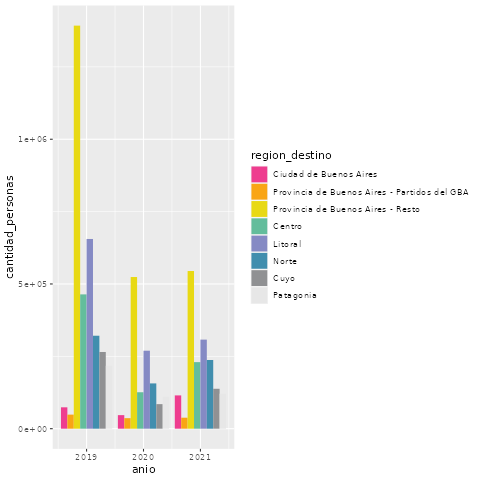 1e+06
5e+05
0e+00
cantidad_personas
2019
2020
2021
anio
region_destino
Ciudad de Buenos Aires
Provincia de Buenos Aires - Partidos del GBA
Provincia de Buenos Aires - Resto
Centro
Litoral
Norte
Cuyo
Patagonia